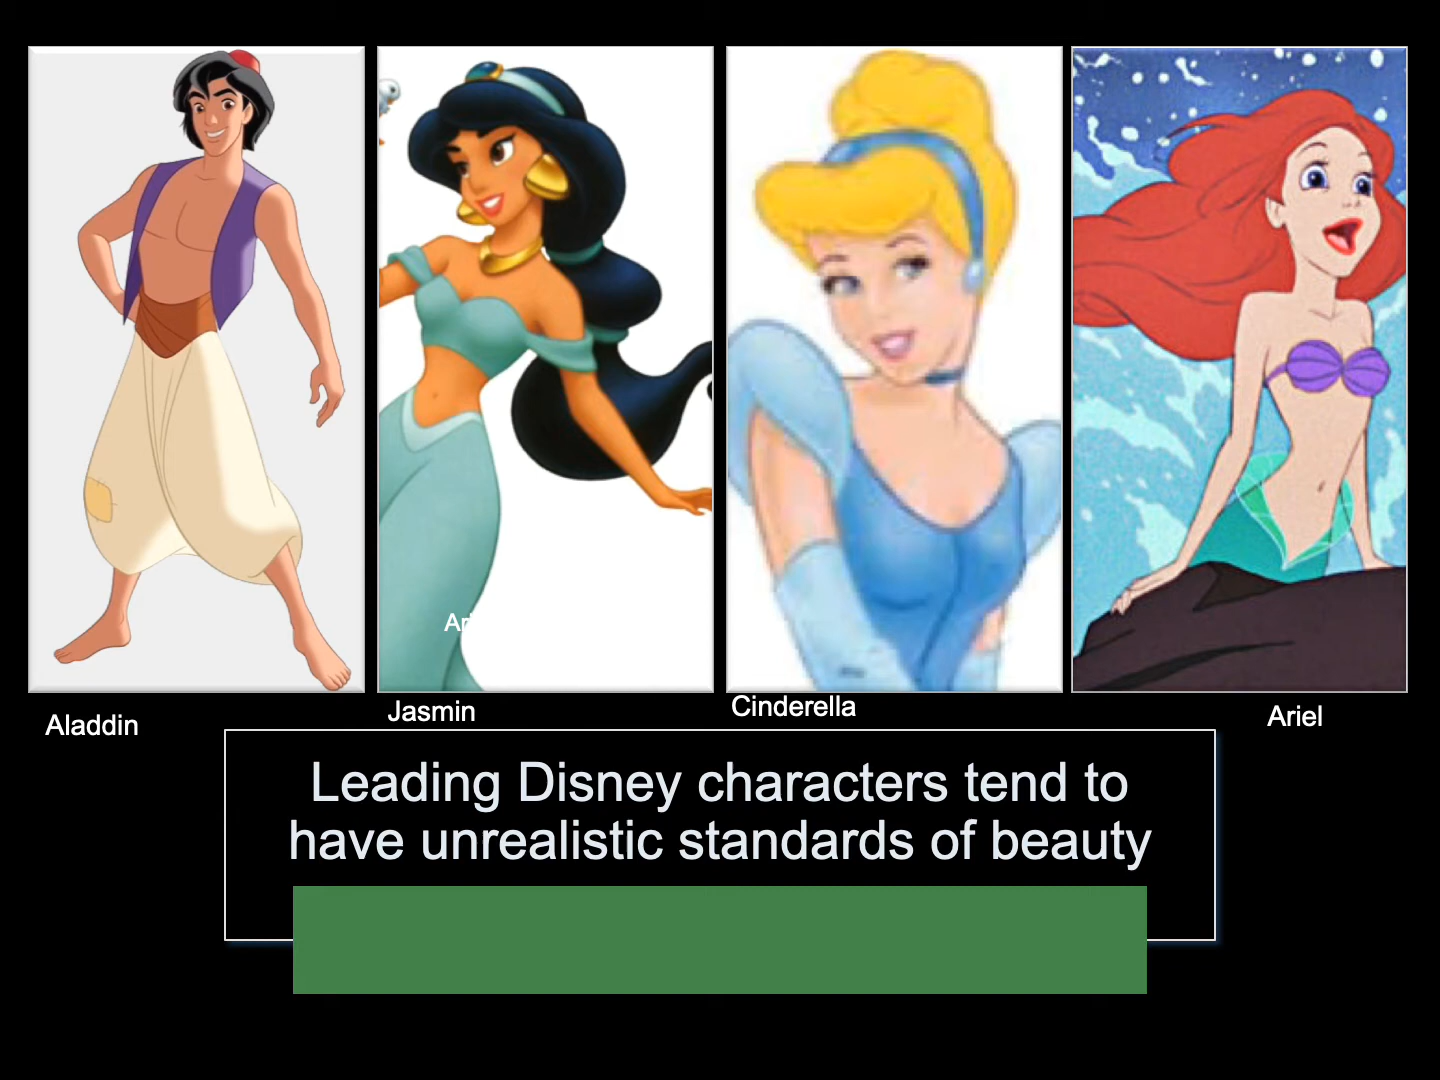 Aladdin
Jasmin
Cinderella
Ariel
Leading Disney characters tend to
have unrealistic standards of beauty